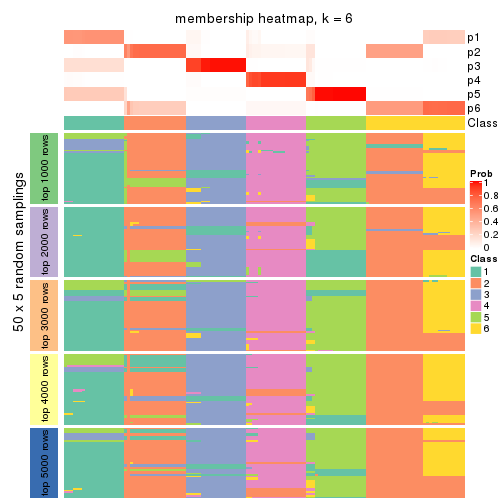 membership heatmap, k = 6
p1
p2
p3
p4
p5
p6
Class
50 x 5 random samplings
top 1000 rows
top 2000 rows
top 3000 rows
top 4000 rows
top 5000 rows
Prob
1
0.8
0.6
0.4
0.2
0
Class
1
2
3
4
5
6